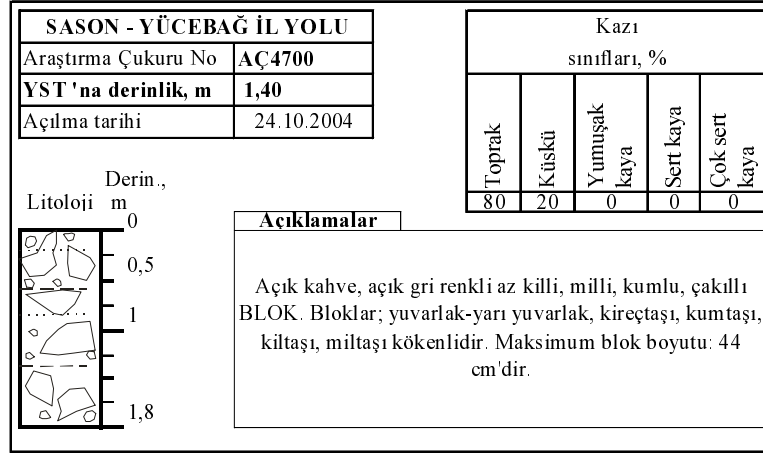 SASON - YÜCEBAĞ İL YOLU
Araştırma Çukuru No AÇ4700
YST 'na derinlik, m 1,40
Açılma tarihi 24.10.2004
Kazı
sınıfları, %
Toprak
Küskü
Yumuşak
kaya
Sert kaya
Çok sert
kaya
80 20 0 0 0
Derin.,
Litoloji m
0
0,5
1
1,8
Açıklamalar
Açık kahve, açık gri renkli az killi, milli, kumlu, çakıllı
BLOK. Bloklar; yuvarlak-yarı yuvarlak, kireçtaşı, kumtaşı,
kiltaşı, miltaşı kökenlidir. Maksimum blok boyutu: 44
cm'dir.